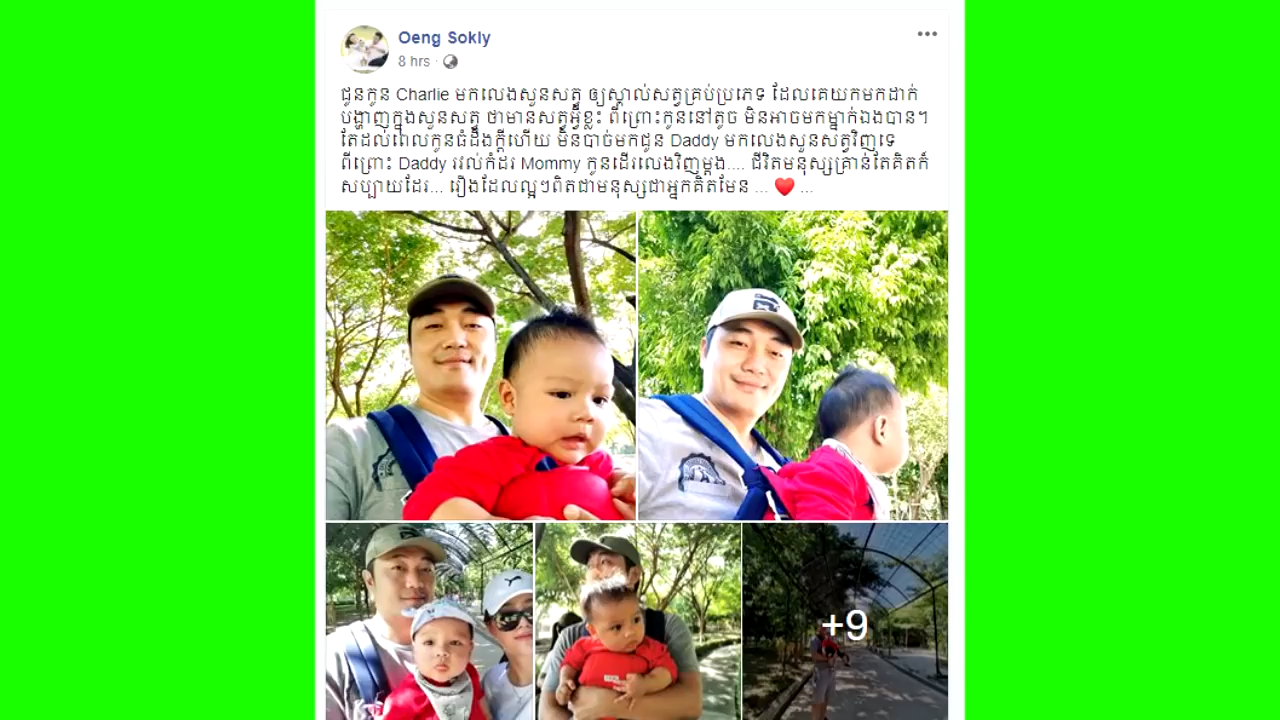 Oeng Sokly
8 hrs ·
ជូនកូន Charlie មកលេងសួនសត្វ ឲ្យស្គាល់សត្វគ្រប់ប្រភេទ ដែលគេយកមកដាក់
បង្ហាញក្នុងសួនសត្វ ថាមានសត្វអ្វីខ្លះ ពីព្រោះកូននៅតូច មិនអាចមកម្នាក់ឯងបាន។
តែដល់ពេលកូនចំដឹងក្ដីហើយ មិនបាច់មកជូន Daddy មកលេងសួនសត្វវិញទេ
ពីព្រោះ Daddy រវល់កំដរ Mommy កូនដើរលេងវិញម្ដង.... ជីវិតមនុស្សគ្រាន់តែគិតក៏
សប្បាយដែរ... រឿងដែលល្អៗពិតជាមនុស្សជាអ្នកគិតមែន ... ❤️ ...
+9